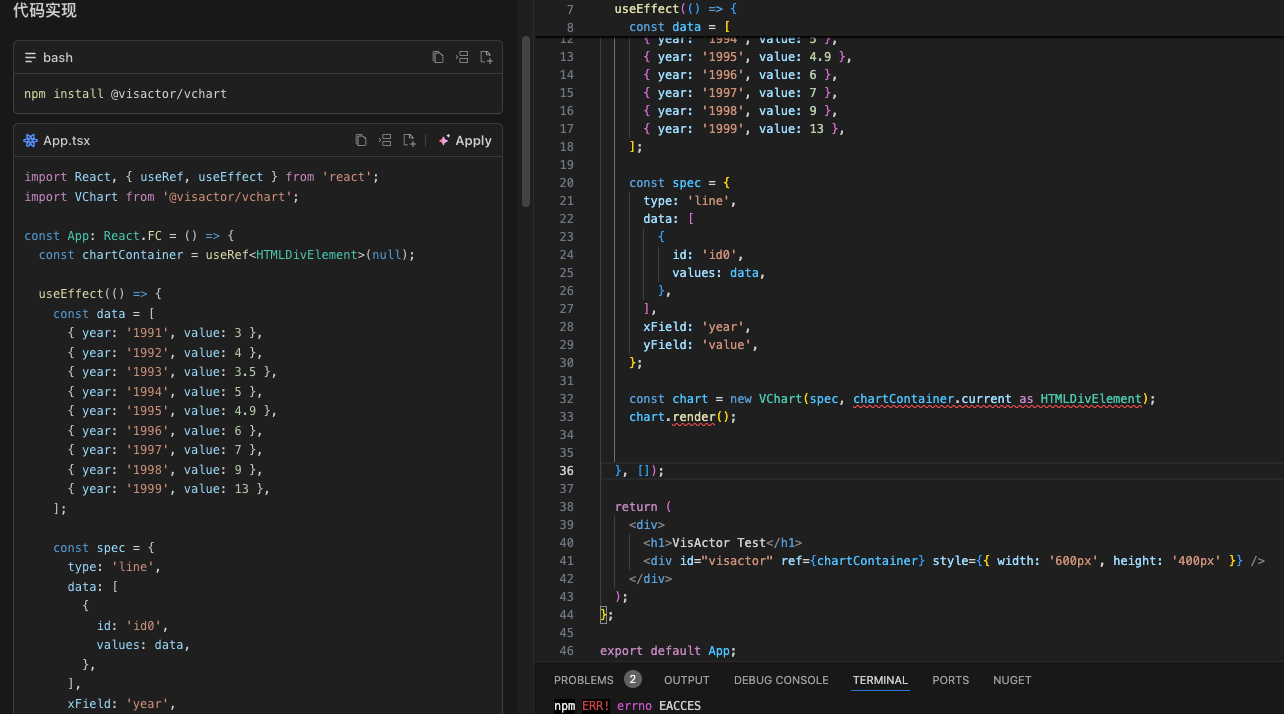 代码实现
bash
npm install @visactor/vchart
App.tsx
Apply
import React, { useRef, useEffect } from 'react';
import VChart from '@visactor/vchart';
const App: React.FC = () => {
const chartContainer = useRef<HTMLDivElement>(null);
useEffect(() => {
const data = [
{ year: '1991', value: 3 },
{ year: '1992', value: 4 },
{ year: '1993', value: 3.5 },
{ year: '1994', value: 5 },
{ year: '1995', value: 4.9 },
{ year: '1996', value: 6 },
{ year: '1997', value: 7 },
{ year: '1998', value: 9 },
{ year: '1999', value: 13 },
];
const spec = {
type: 'line',
data: [
{
id: 'id0',
values: data,
},
],
xField: 'year',
7 useEffect(() => {
8 const data = [
12 { year: '1994', value: 5 },
13 { year: '1995', value: 4.9 },
14 { year: '1996', value: 6 },
15 { year: '1997', value: 7 },
16 { year: '1998', value: 9 },
17 { year: '1999', value: 13 },
18 ];
19
20 const spec = {
21 type: 'line',
22 data: [
23 {
24 id: 'id0',
25 values: data,
26 },
27 ],
28 xField: 'year',
29 yField: 'value',
30 };
31
32 const chart = new VChart(spec, chartContainer.current as HTMLDivElement);
33 chart.render();
34
35
36 }, []);
37
38 return (
39 <div>
40 <h1>VisActor Test</h1>
41 <div id="visactor" ref={chartContainer} style={{ width: '600px', height: '400px' }} />
42 </div>
43 );
44 };
45
46 export default App;
PROBLEMS 2 OUTPUT DEBUG CONSOLE TERMINAL PORTS NUGET
npm ERR! errno EACCES